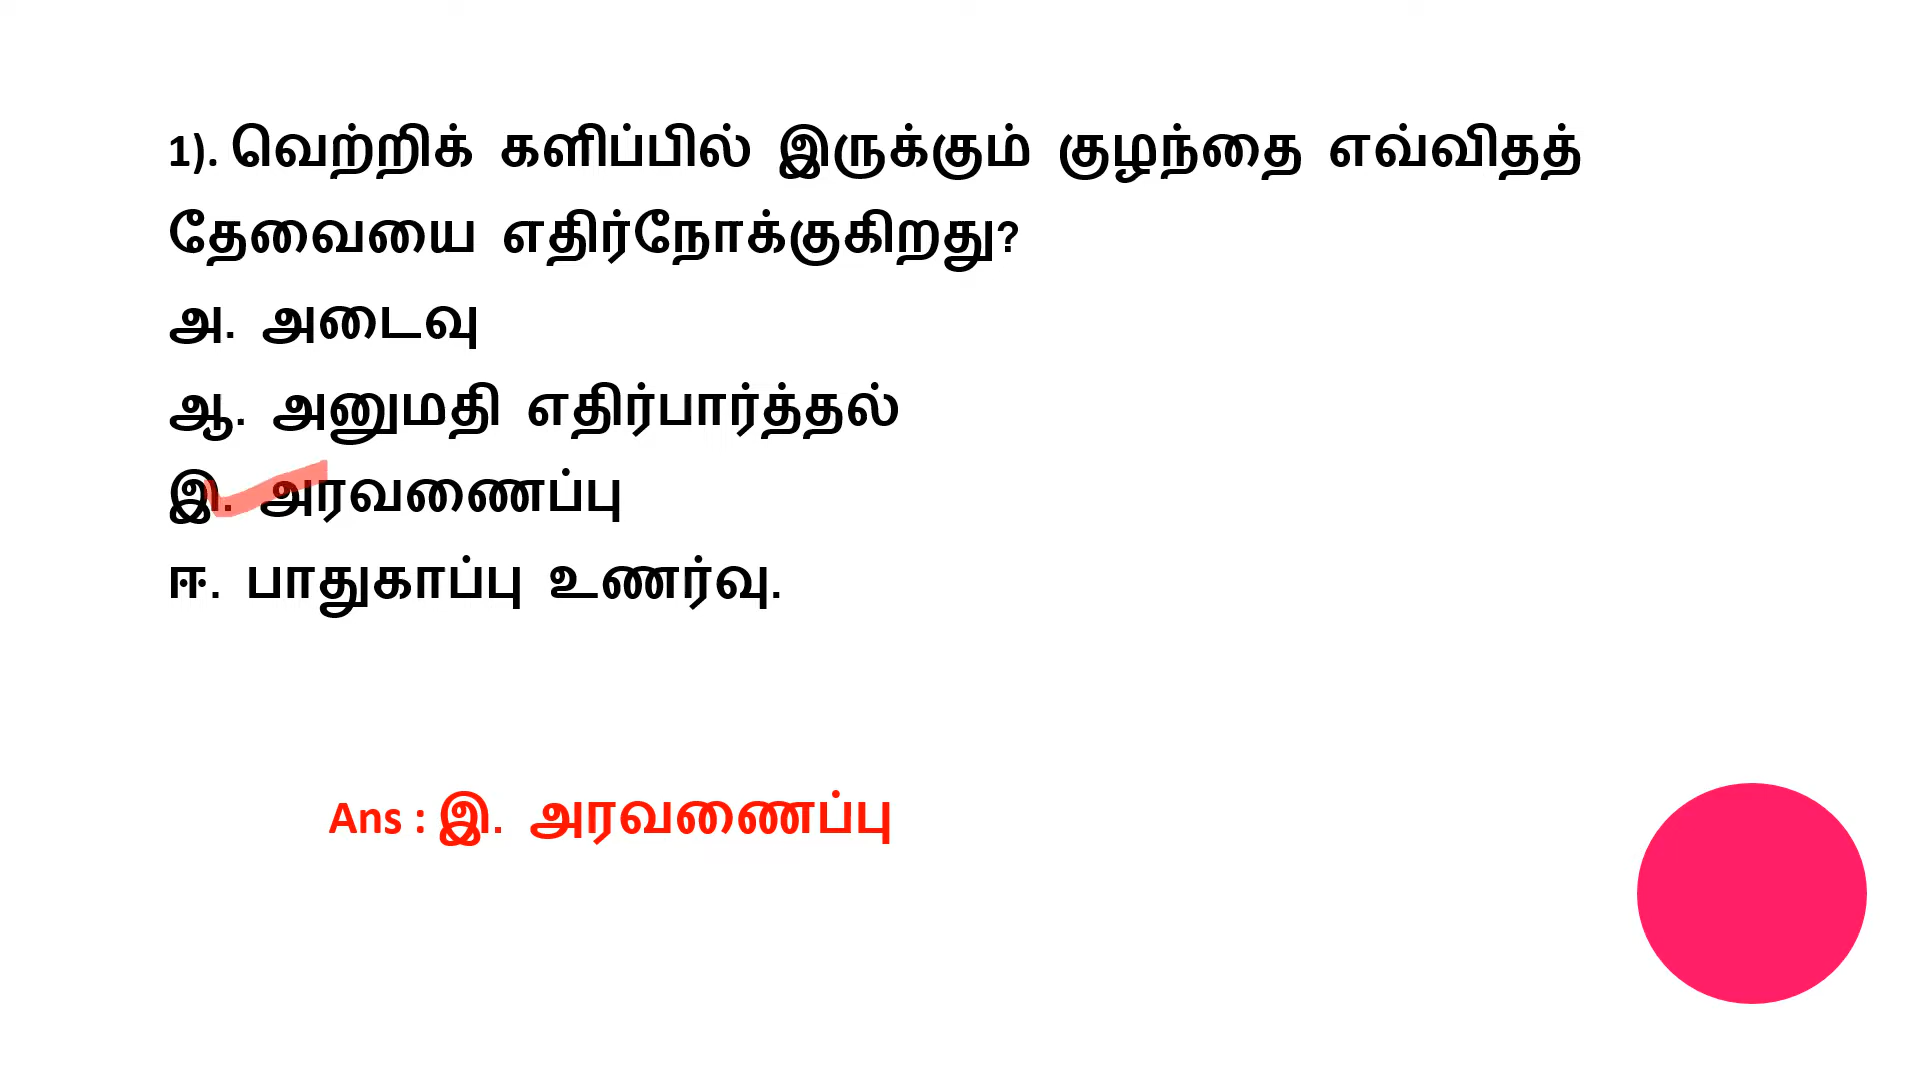 1). வெற்றிக் களிப்பில் இருக்கும் குழந்தை எவ்விதத்
தேவையை எதிர்நோக்குகிறது?
அ. அடைவு
ஆ. அனுமதி எதிர்பார்த்தல்
இ. அரவணைப்பு
ஈ. பாதுகாப்பு உணர்வு.
Ans : இ. அரவணைப்பு